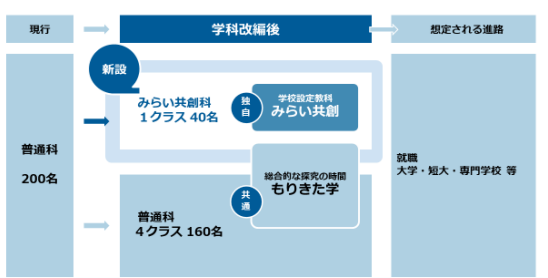 現行
学科改編後
想定される進路
新設
みらい共創科
1クラス 40名
独自
学校設定教科
みらい共創
普通科
200名
総合的な探究の時間
もりきた学
共通
普通科
4クラス 160名
就職
大学・短大・専門学校 等